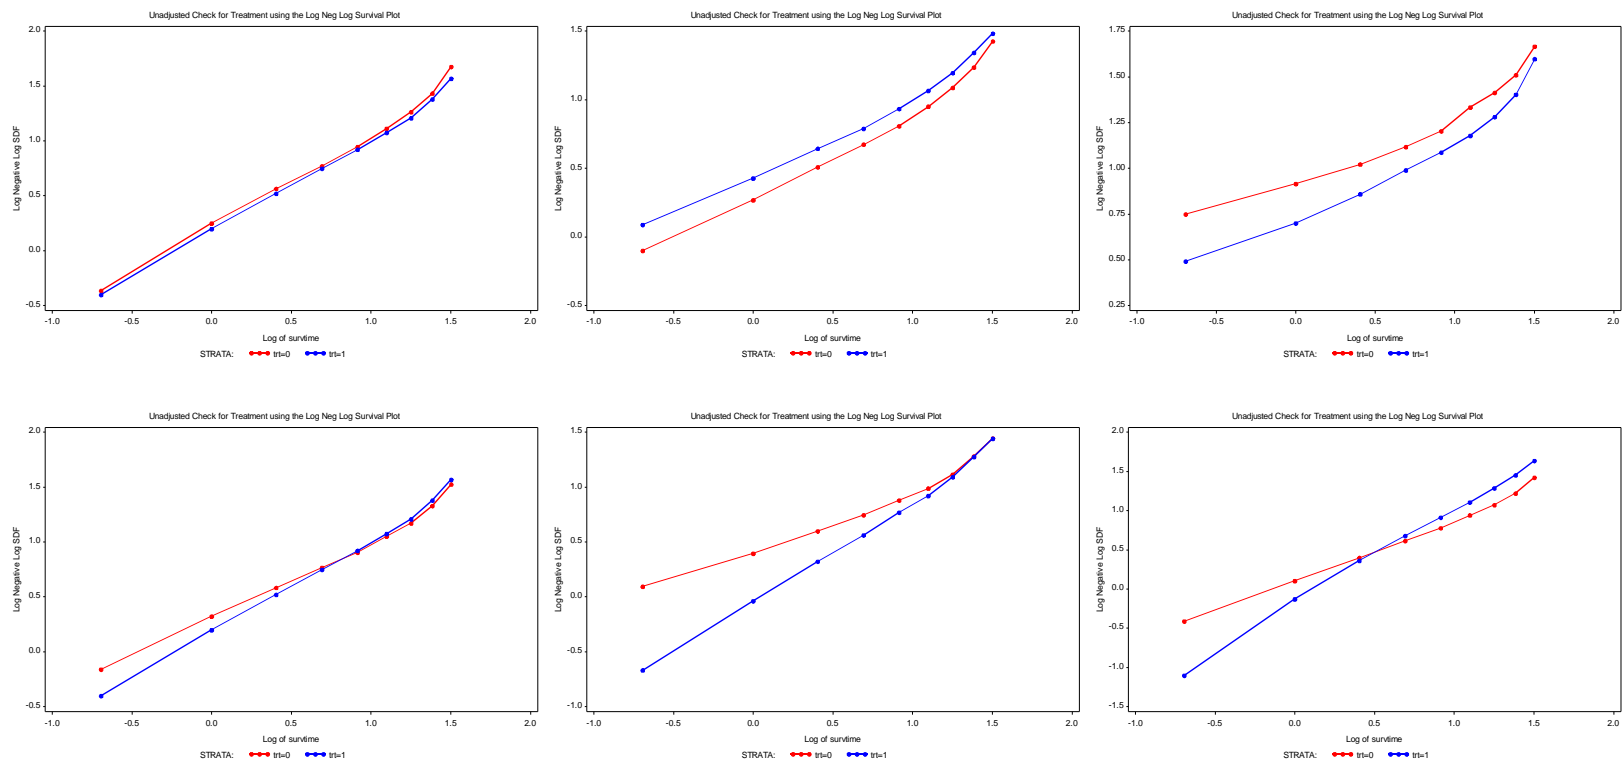 Unadjusted Check for Treatment using the Log Neg Log Survival Plot
2.0
1.5
1.0
0.5
0.0
-0.5
Log Negative Log SDF
-1.0 -0.5 0.0 0.5 1.0 1.5 2.0
Log of survtime
STRATA: trt=0 trt=1
Unadjusted Check for Treatment using the Log Neg Log Survival Plot
1.5
1.0
0.5
0.0
-0.5
Log Negative Log SDF
-1.0 -0.5 0.0 0.5 1.0 1.5 2.0
Log of survtime
STRATA: trt=0 trt=1
Unadjusted Check for Treatment using the Log Neg Log Survival Plot
1.75
1.50
1.25
1.00
0.75
0.50
0.25
Log Negative Log SDF
-1.0 -0.5 0.0 0.5 1.0 1.5 2.0
Log of survtime
STRATA: trt=0 trt=1
Unadjusted Check for Treatment using the Log Neg Log Survival Plot
2.0
1.5
1.0
0.5
0.0
-0.5
Log Negative Log SDF
-1.0 -0.5 0.0 0.5 1.0 1.5 2.0
Log of survtime
STRATA: trt=0 trt=1
Unadjusted Check for Treatment using the Log Neg Log Survival Plot
1.5
1.0
0.5
0.0
-0.5
-1.0
Log Negative Log SDF
-1.0 -0.5 0.0 0.5 1.0 1.5 2.0
Log of survtime
STRATA: trt=0 trt=1
Unadjusted Check for Treatment using the Log Neg Log Survival Plot
2.0
1.5
1.0
0.5
0.0
-0.5
-1.0
-1.5
Log Negative Log SDF
-1.0 -0.5 0.0 0.5 1.0 1.5 2.0
Log of survtime
STRATA: trt=0 trt=1